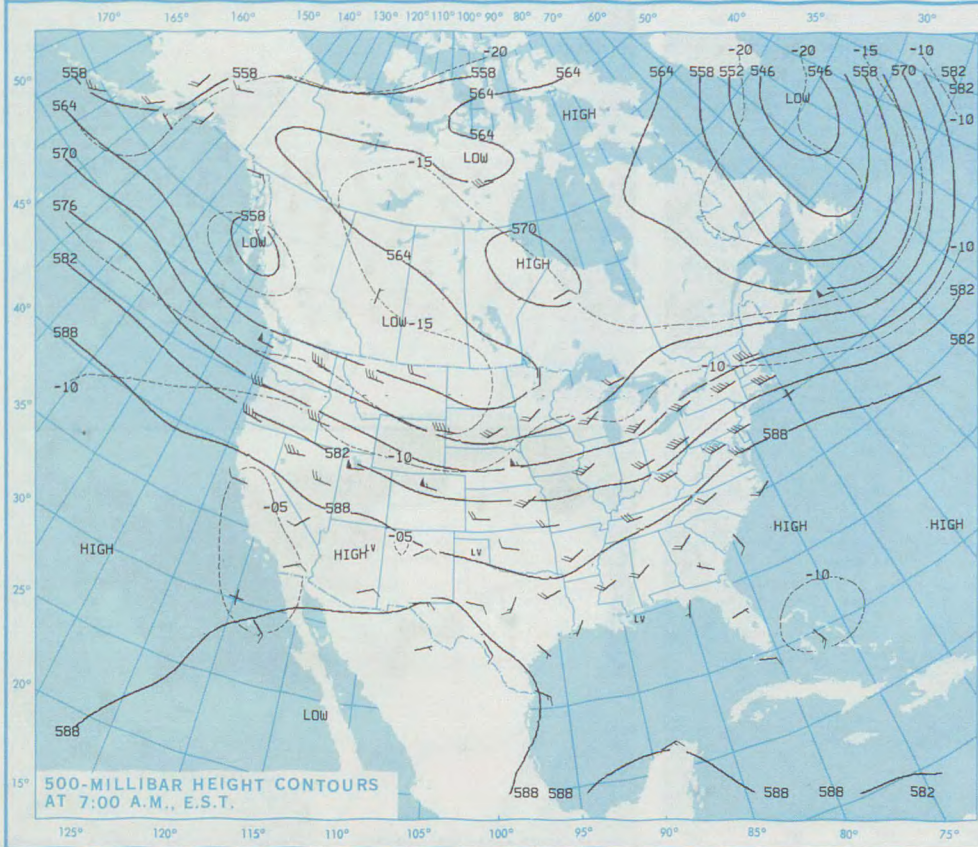 170° 165° 160° 150° 140° 130° 120° 110° 100° 90° 80° 70° 60° 50° 40° 35° 30°
-20 -20 -20 -15 -10
50° 558 558 558 564 564 558 552 546 546 558 570 582
582
564 564 LOW
HIGH -10
564
570 -15 LOW
45°
576 558 570
LOW 564 HIGH -10
582
40° LOW -15 582
588 582
-10 -10
35°
582 -10 588
30° 588 -05
-05 HIGH HIGH
HIGH HIGH LV LV
25° -10
LV
20° LOW
588
15° 500-MILLIBAR HEIGHT CONTOURS
AT 7:00 A.M., E.S.T.
588 588 588 588 582
125° 120° 115° 110° 105° 100° 95° 90° 85° 80° 75°